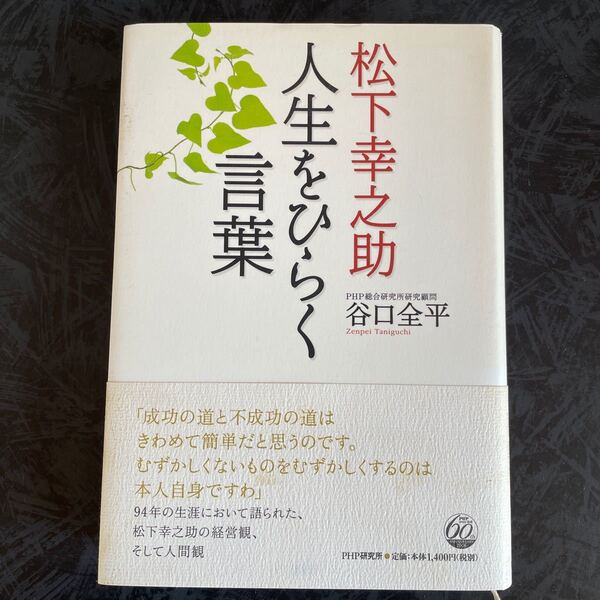 松下幸之助
人生をひらく
言葉
PHP総合研究所研究顧問
谷口全平
Zenpei Taniguchi
「成功の道と不成功の道は
きわめて簡単だと思うのです。
むずかしくないものをむずかしくするのは
本人自身ですわ」
94年の生涯において語られた、
松下幸之助の経営観、
そして人間観
PHP
60
PHP研究所●定価:本体1,400円(税別)